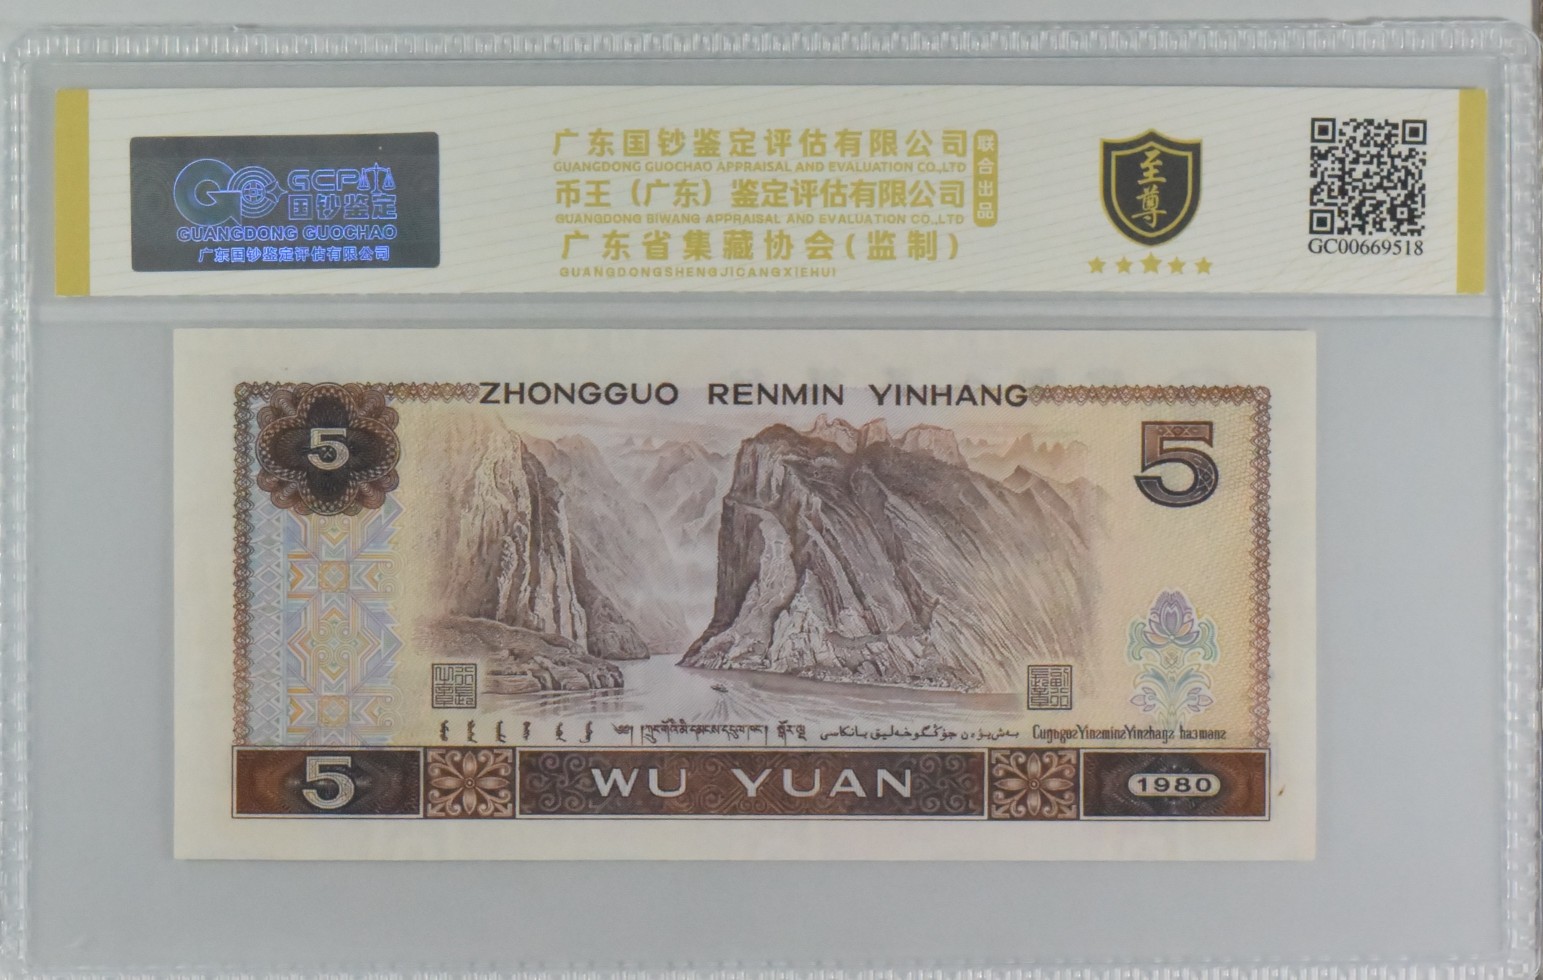 GCP
国钞鉴定
GUANGDONG GUOCHAO
广东国钞鉴定评估有限公司
广东国钞鉴定评估有限公司
GUANGDONG GUOCHAO APPRAISAL AND EVALUATION CO.,LTD
币王（广东）鉴定评估有限公司
GUANGDONG BIWANG APPRAISAL AND EVALUATION CO.,LTD
广东省集藏协会(监制)
GUANGDONGSHENGJICANGXIEHUI
联合出品
至尊
GC00669518
ZHONGGUO RENMIN YINHANG
5
5
5
WU YUAN
1980